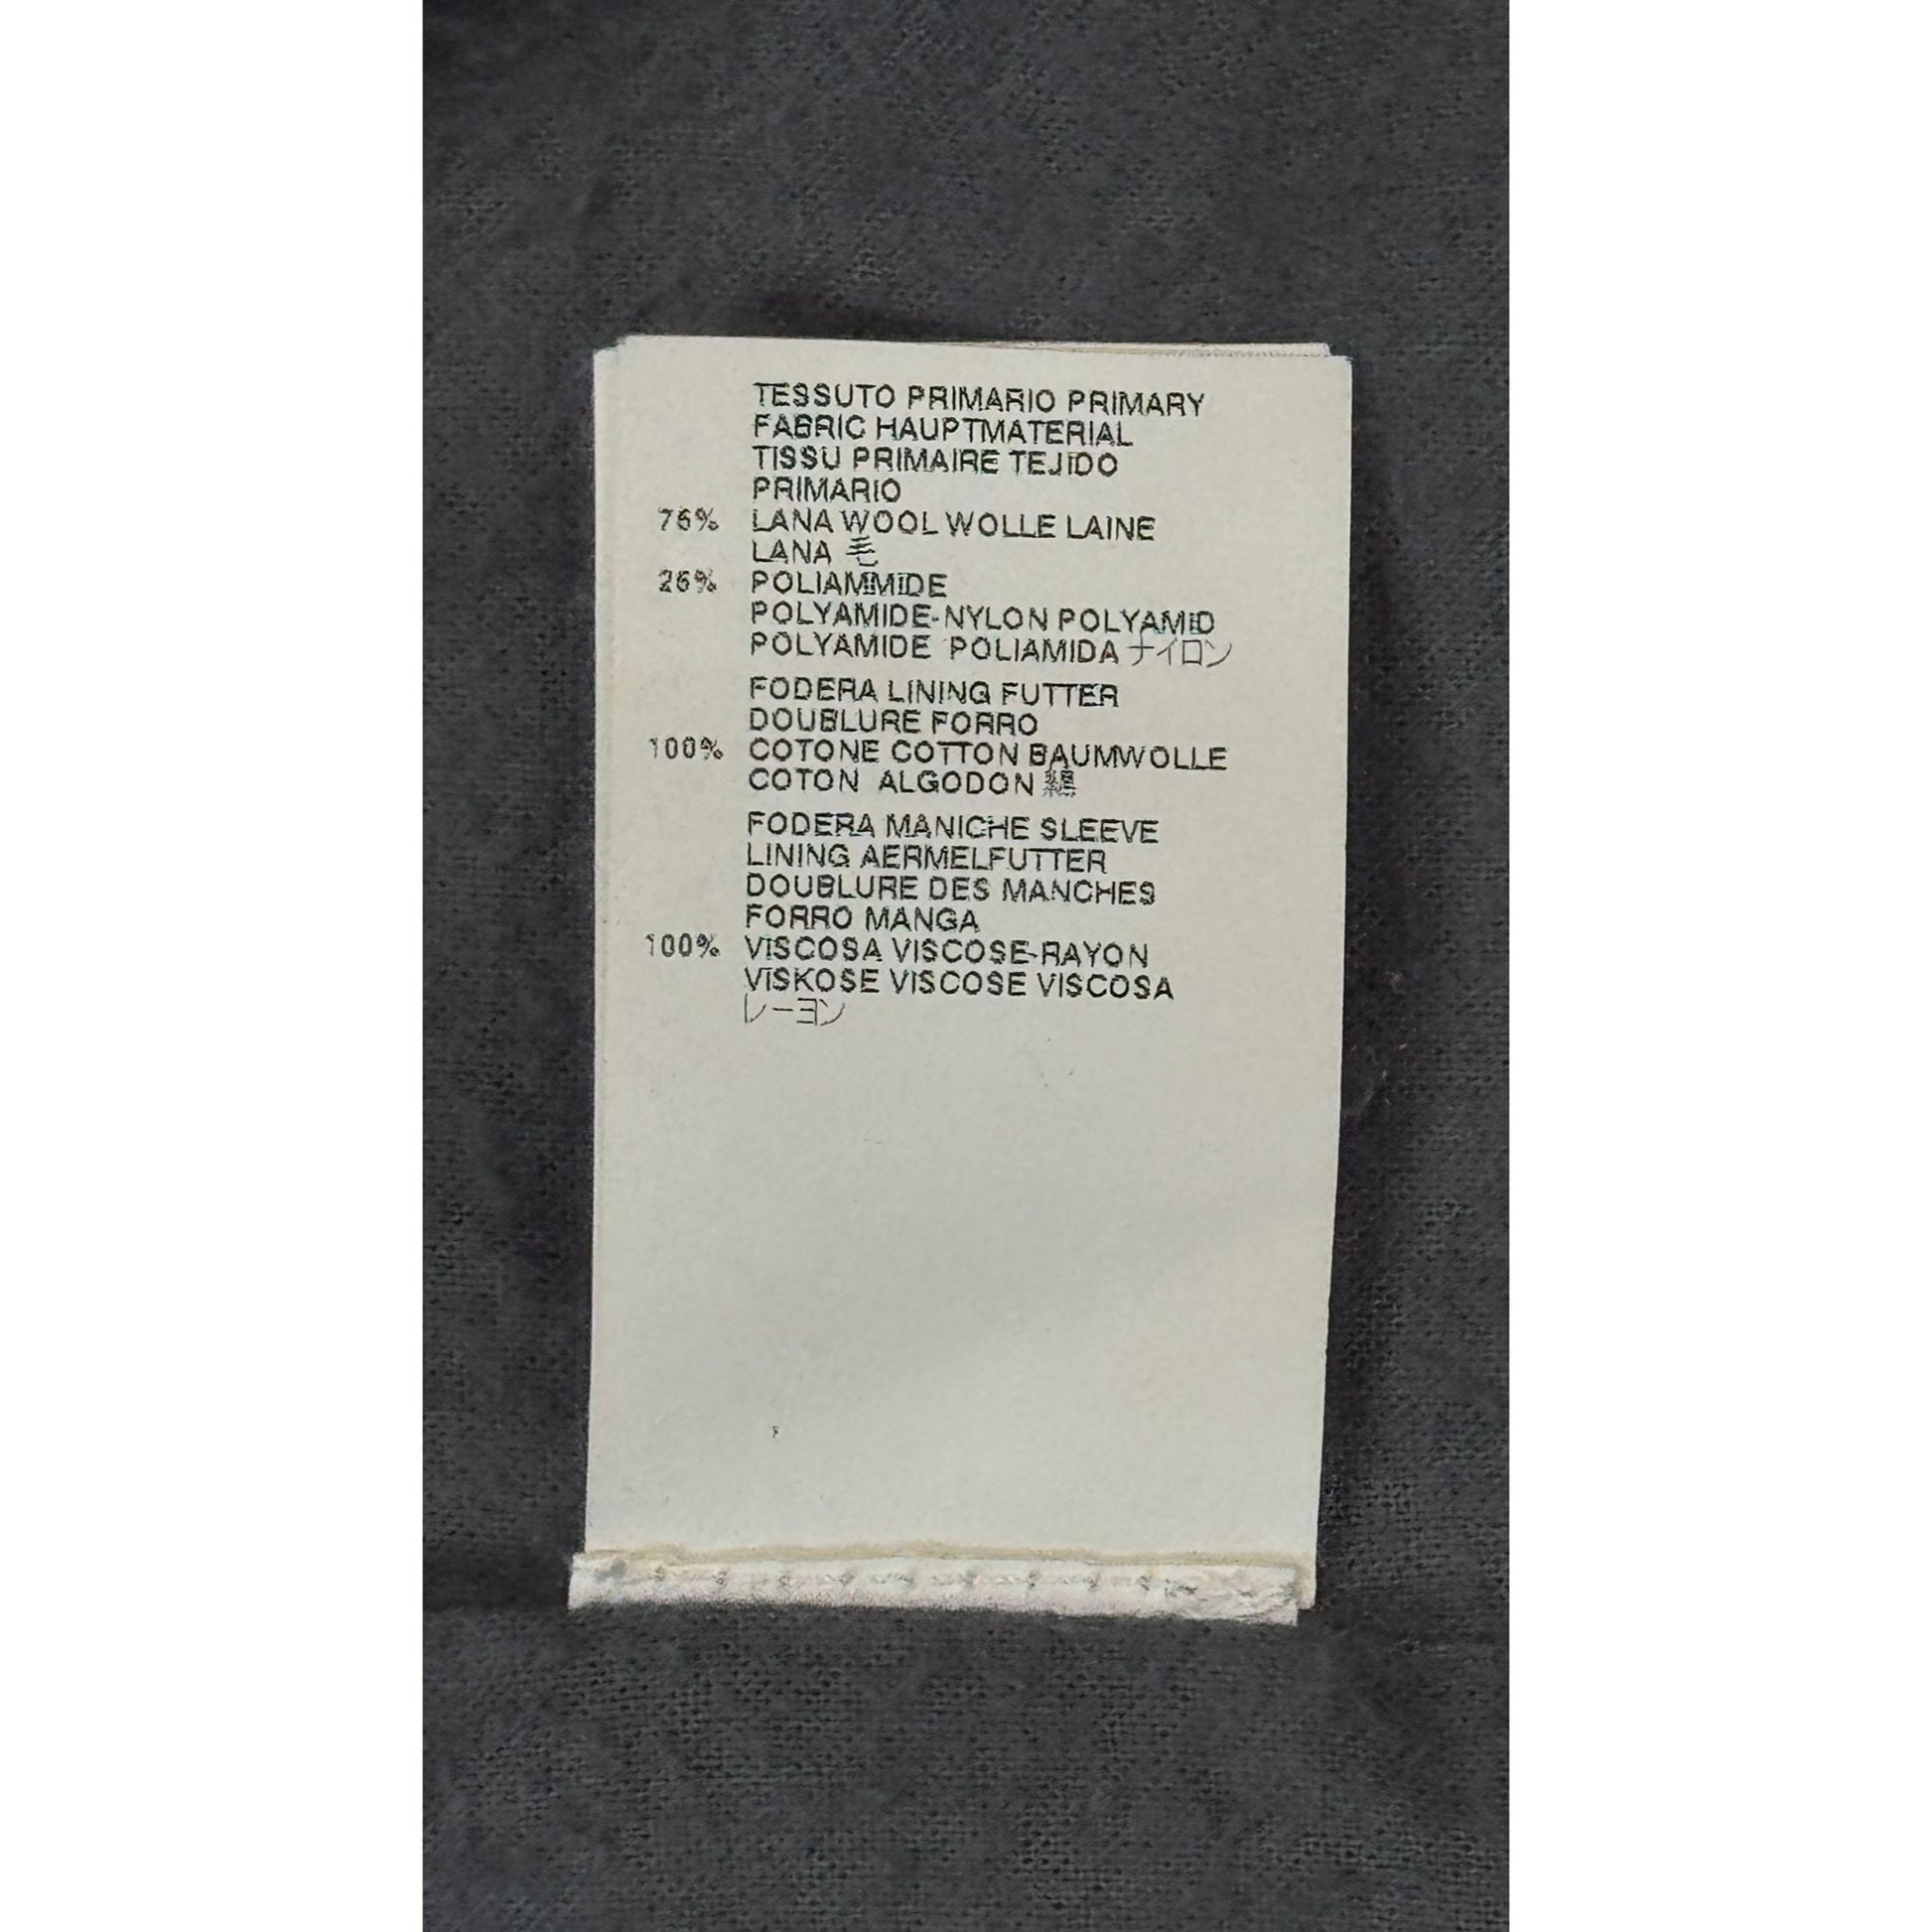 TESSUTO PRIMARIO PRIMARY
FABRIC HAUPTMATERIAL
TISSU PRIMAIRE TEJIDO
PRIMARIO
76% LANA WOOL WOLLE LAINE
LANA 毛
26% POLIAMMIDE
POLYAMIDE-NYLON POLYAMID
POLYAMIDE POLIAMIDA ナイロン
FODERA LINING FUTTER
DOUBLURE FORRO
100% COTONE COTTON BAUMWOLLE
COTON ALGODON
FODERA MANICHE SLEEVE
LINING AERMELFUTTER
DOUBLURE DES MANCHES
FORRO MANGA
100% VISCOSA VISCOSE-RAYON
VISKOSE VISCOSE VISCOSA
レーヨン